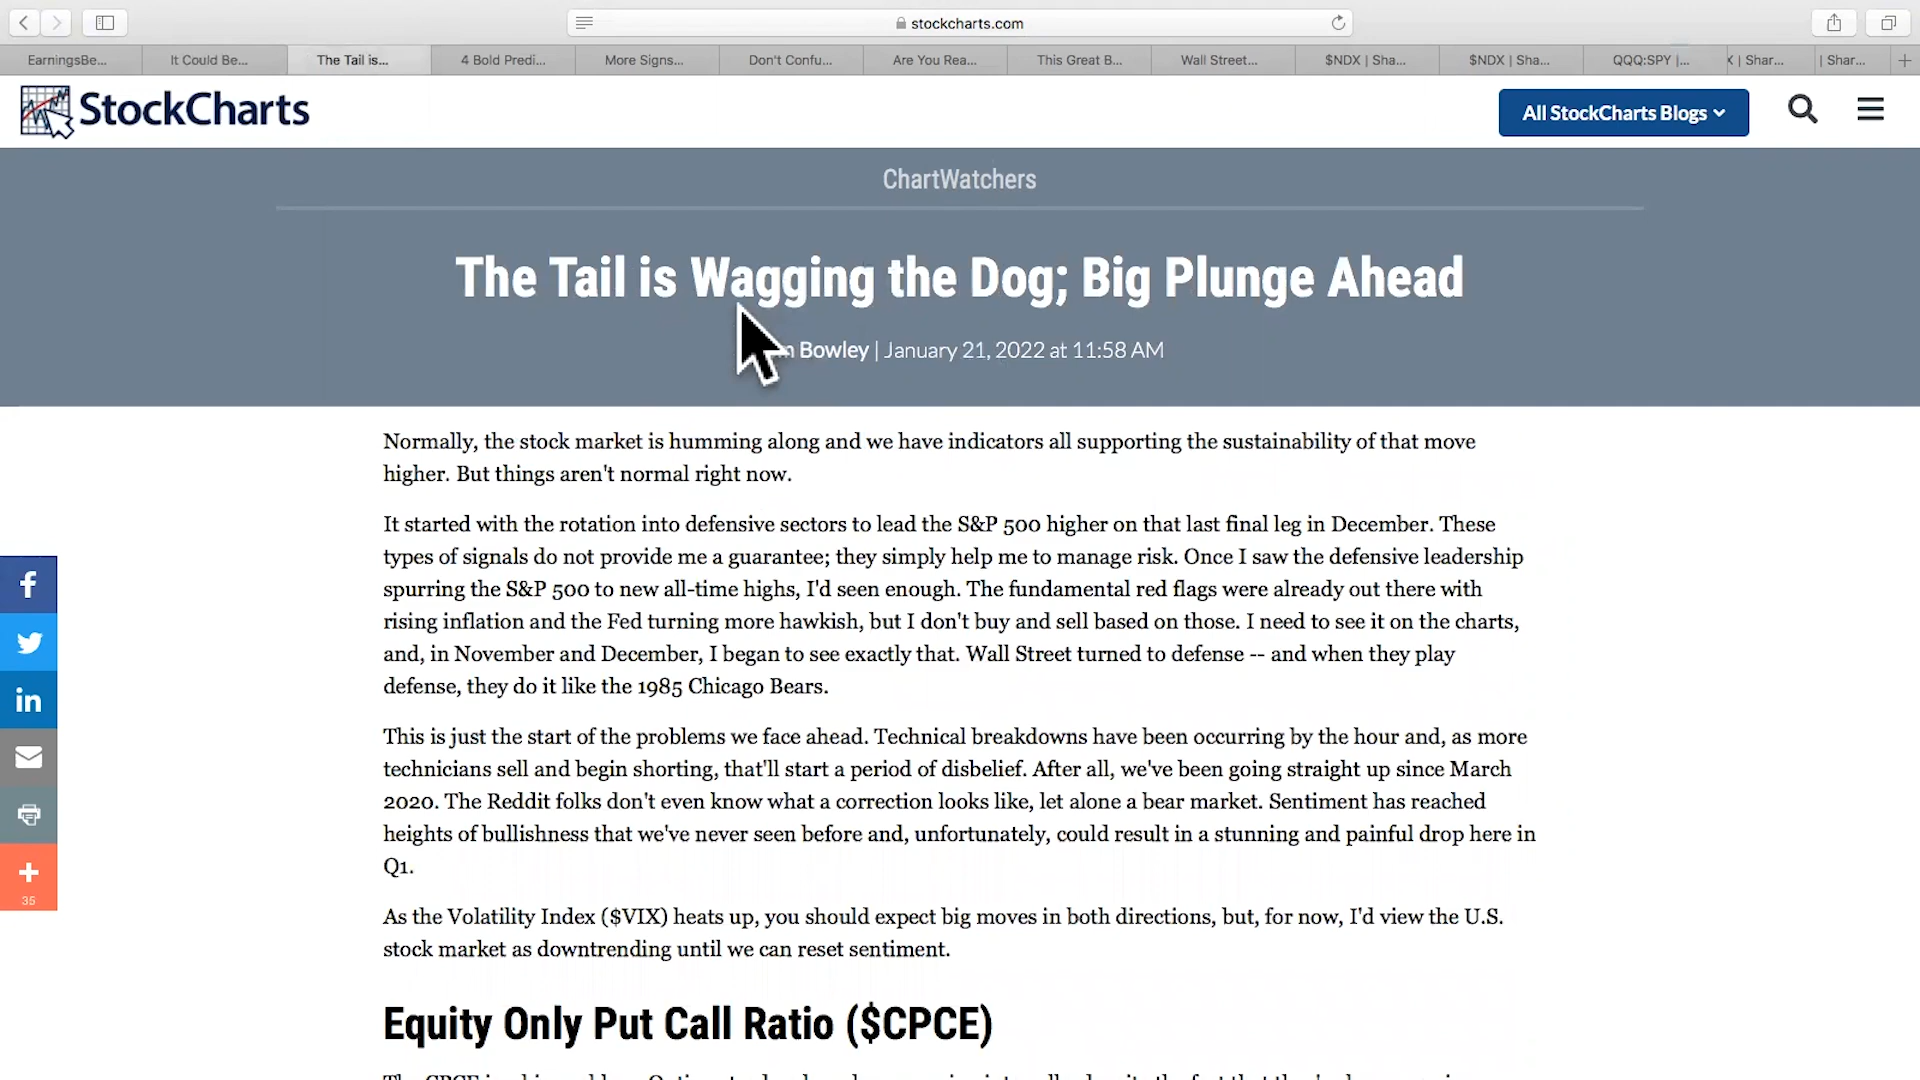 stockcharts.com
EarningsBe...
It Could Be...
The Tail is...
4 Bold Predi...
More Signs...
Don't Confu...
Are You Rea...
This Great B...
Wall Street...
$NDX | Sha...
$NDX | Sha...
QQQ:SPY |...
| Shar...
| Shar...
StockCharts
All StockCharts Blogs
ChartWatchers
The Tail is Wagging the Dog; Big Plunge Ahead
Bowley | January 21, 2022 at 11:58 AM
Normally, the stock market is humming along and we have indicators all supporting the sustainability of that move
higher. But things aren't normal right now.
It started with the rotation into defensive sectors to lead the S&P 500 higher on that last final leg in December. These
types of signals do not provide me a guarantee; they simply help me to manage risk. Once I saw the defensive leadership
spurring the S&P 500 to new all-time highs, I'd seen enough. The fundamental red flags were already out there with
rising inflation and the Fed turning more hawkish, but I don't buy and sell based on those. I need to see it on the charts,
and, in November and December, I began to see exactly that. Wall Street turned to defense -- and when they play
defense, they do it like the 1985 Chicago Bears.
This is just the start of the problems we face ahead. Technical breakdowns have been occurring by the hour and, as more
technicians sell and begin shorting, that'll start a period of disbelief. After all, we've been going straight up since March
2020. The Reddit folks don't even know what a correction looks like, let alone a bear market. Sentiment has reached
heights of bullishness that we've never seen before and, unfortunately, could result in a stunning and painful drop here in
Q1.
As the Volatility Index ($VIX) heats up, you should expect big moves in both directions, but, for now, I'd view the U.S.
stock market as downtrending until we can reset sentiment.
35
Equity Only Put Call Ratio ($CPCE)